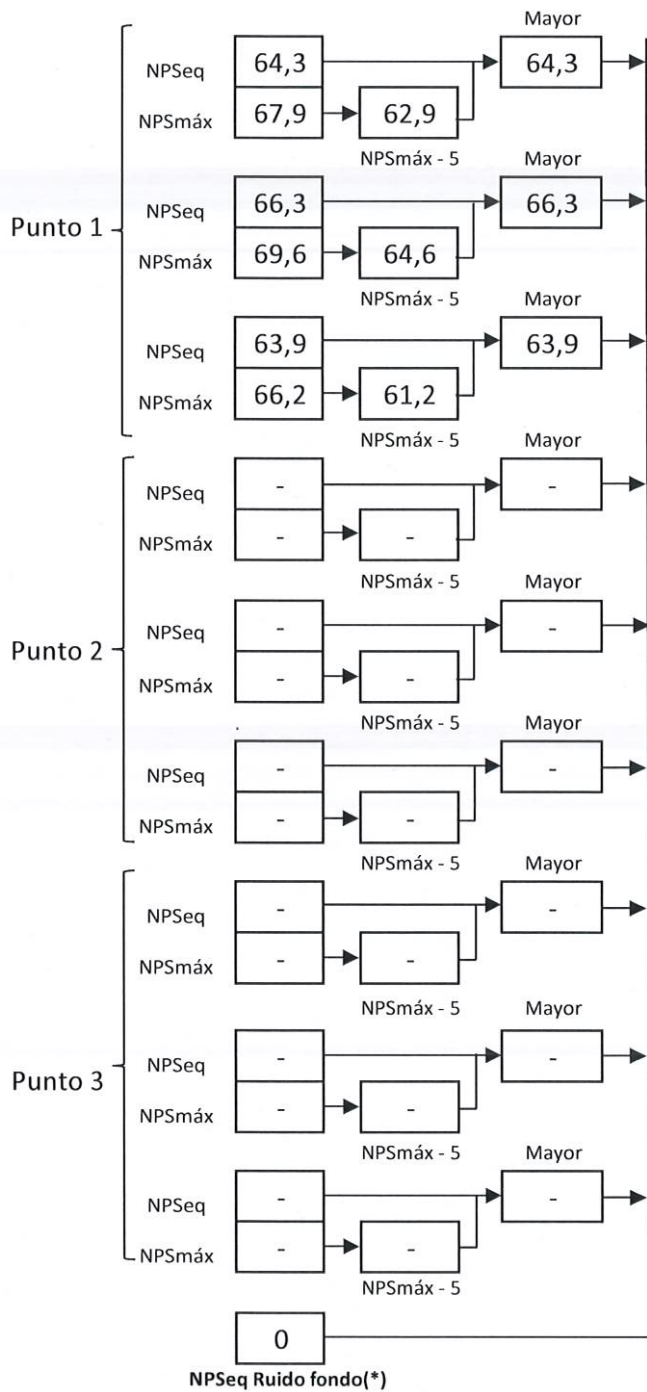 Mayor
NPSeq 64,3 64,3
NPSmáx 67,9 62,9
NPSmáx - 5
Mayor
NPSeq 66,3 66,3
Punto 1
NPSmáx 69,6 64,6
NPSmáx - 5
Mayor
NPSeq 63,9 63,9
NPSmáx 66,2 61,2
NPSmáx - 5
Mayor
NPSeq - -
NPSmáx - -
NPSmáx - 5
Mayor
NPSeq - -
Punto 2
NPSmáx - -
NPSmáx - 5
Mayor
NPSeq - -
NPSmáx - -
NPSmáx - 5
Mayor
NPSeq - -
NPSmáx - -
NPSmáx - 5
Mayor
NPSeq - -
Punto 3
NPSmáx - -
NPSmáx - 5
Mayor
NPSeq - -
NPSmáx - -
NPSmáx - 5
0
NPSeq Ruido fondo(*)